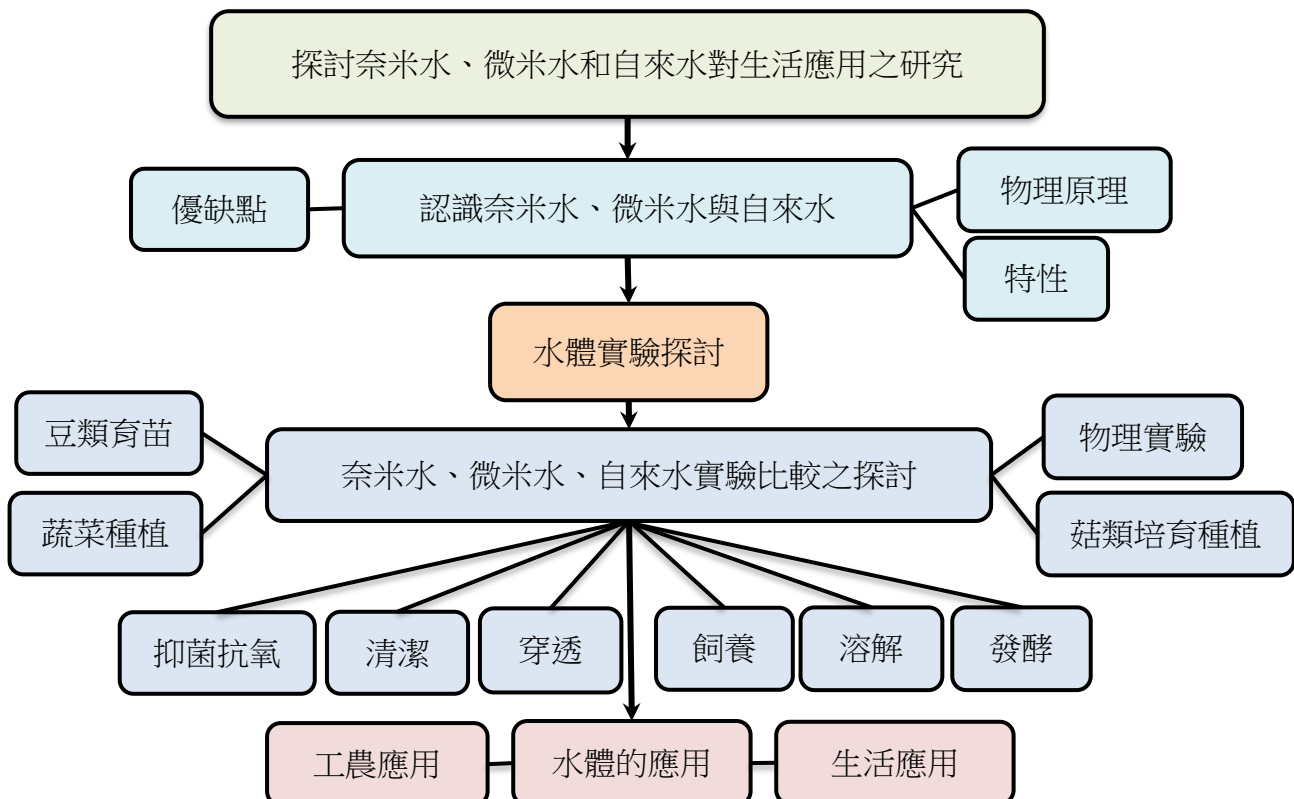 探討奈米水、微米水和自來水對生活應用之研究
優缺點
認識奈米水、微米水與自來水
物理原理
特性
水體實驗探討
豆類育苗
物理實驗
奈米水、微米水、自來水實驗比較之探討
蔬菜種植
菇類培育種植
抑菌抗氧
清潔
穿透
飼養
溶解
發酵
工農應用
水體的應用
生活應用